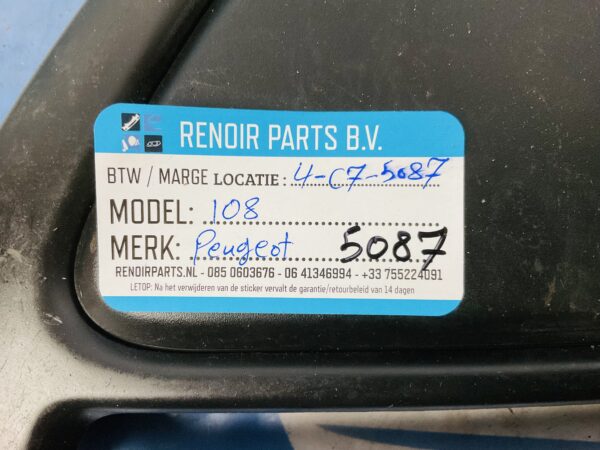 RENOIR PARTS B.V.
BTW / MARGE LOCATIE : 4-C7-5087
MODEL: 108
MERK: Peugeot 5087
RENOIRPARTS.NL - 085 0603676 - 06 41346994 - +33 755224091
LETOP: Na het verwijderen van de sticker vervalt de garantie/retourbeleid van 14 dagen